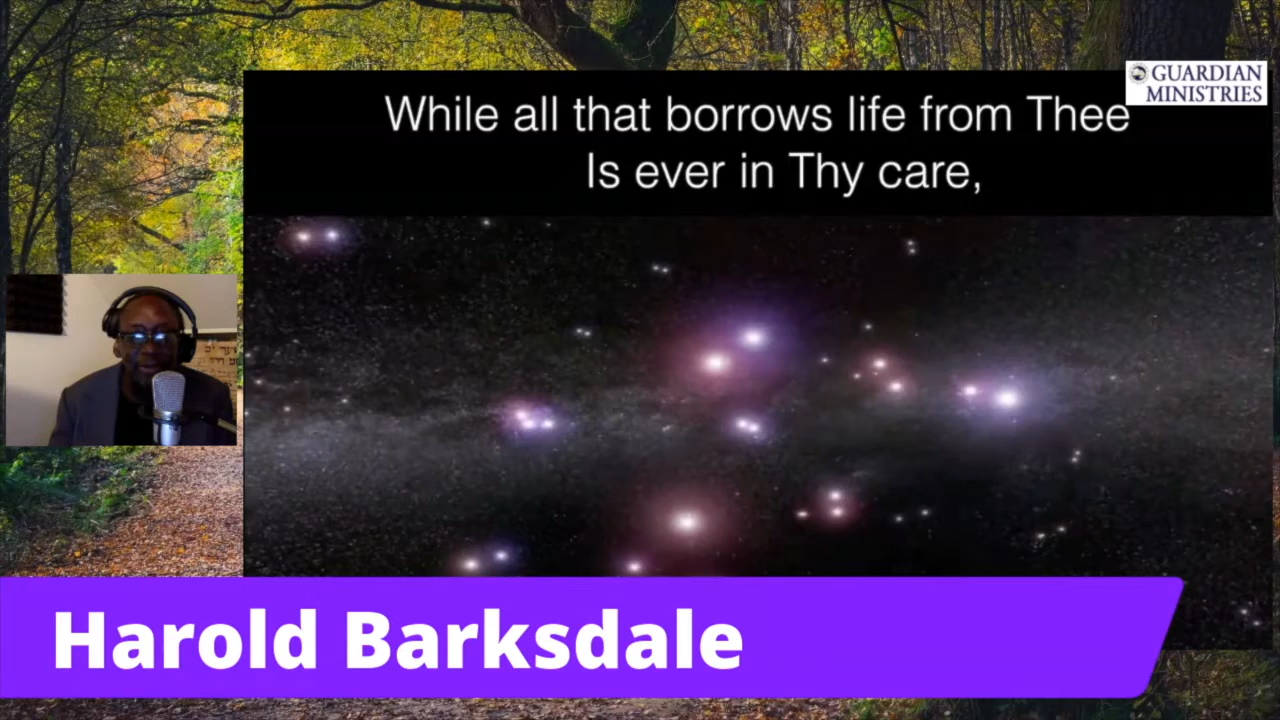 GUARDIAN
MINISTRIES
While all that borrows life from Thee
Is ever in Thy care,
Harold Barksdale